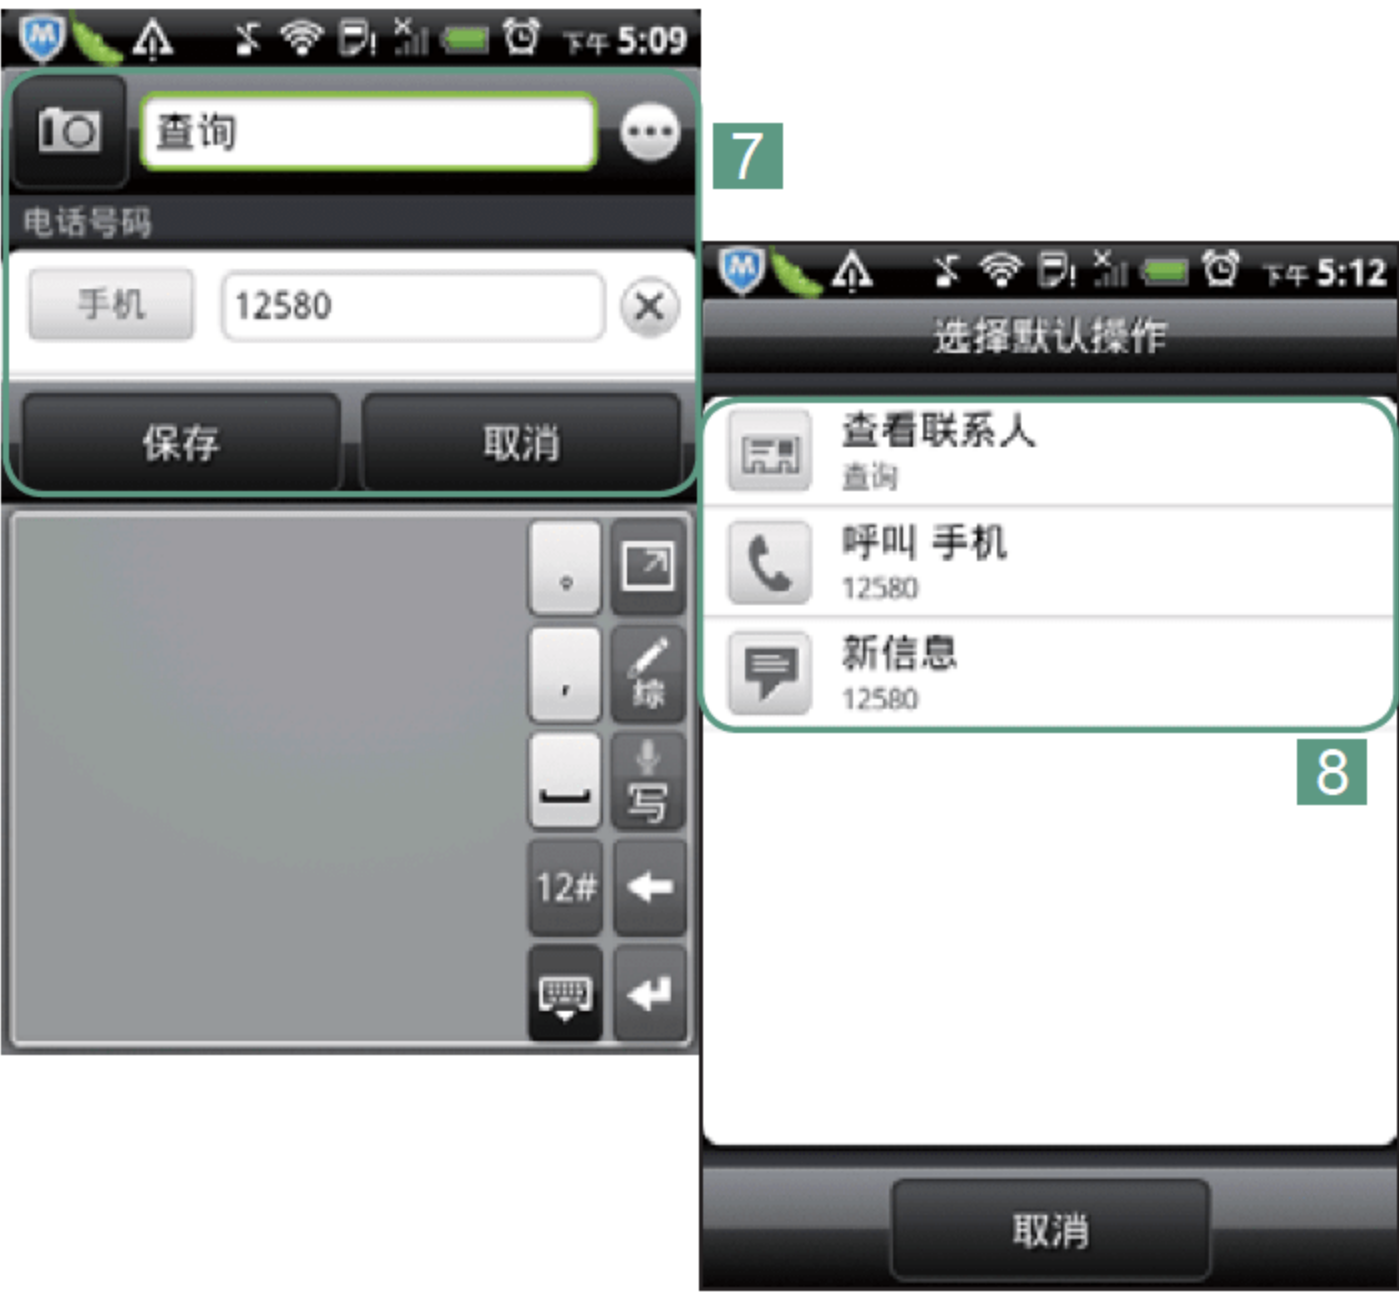 下午 5:09
查询
电话号码
手机 12580
保存 取消
。
,
综
写
12#
7
下午 5:12
选择默认操作
查看联系人
查询
呼叫 手机
12580
新信息
12580
8
取消